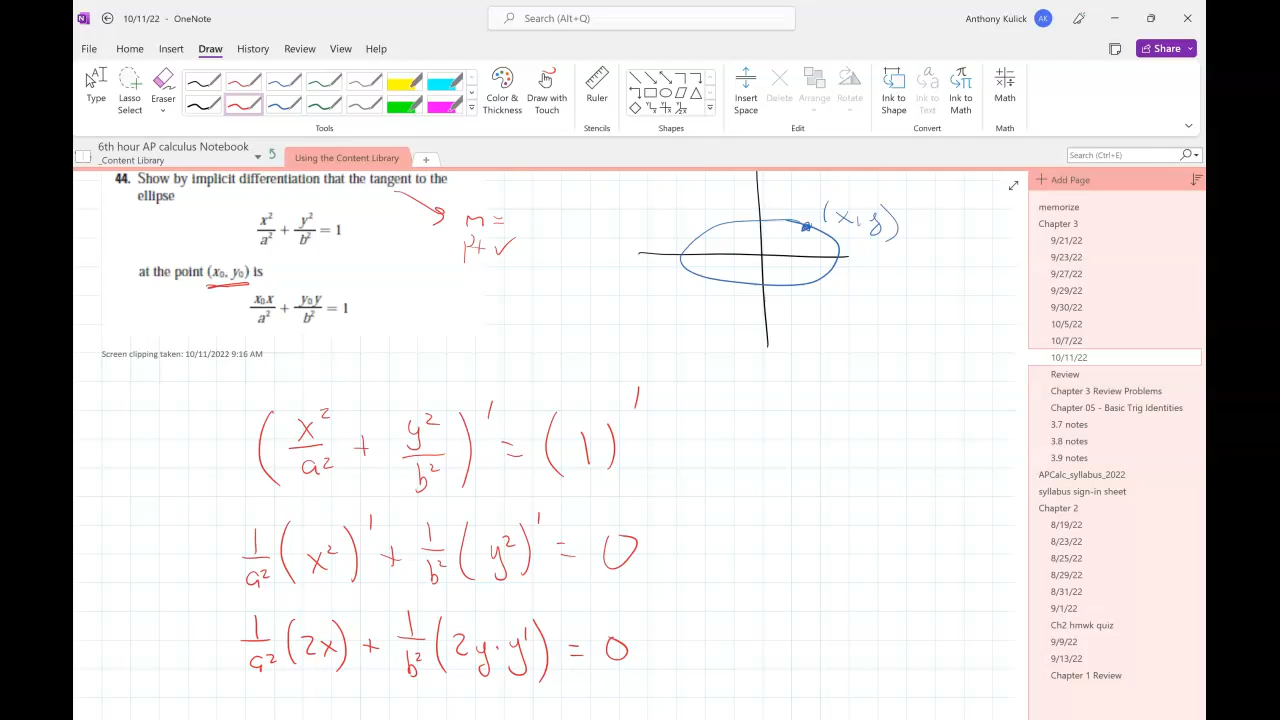 10/11/22 - OneNote
Search (Alt+Q)
Anthony Kulick
AK
File Home Insert Draw History Review View Help
Share
Type
Lasso Select
Eraser
Color & Thickness
Draw with Touch
Ruler
Insert Space
Delete
Arrange
Rotate
Ink to Shape
Ink to Text
Ink to Math
Math
Tools
Stencils
Shapes
Edit
Convert
Math
6th hour AP calculus Notebook
_Content Library
Using the Content Library
Search (Ctrl+E)
44. Show by implicit differentiation that the tangent to the
ellipse
x²/a² + y²/b² = 1
at the point (x₀, y₀) is
x₀x/a² + y₀y/b² = 1
Screen clipping taken: 10/11/2022 9:16 AM
m =
pt ✓
(x, y)
(x²/a² + y²/b²)' = (1)'
1/a² (x²)' + 1/b² (y²)' = 0
1/a² (2x) + 1/b² (2y · y') = 0
Add Page
memorize
Chapter 3
9/21/22
9/23/22
9/27/22
9/29/22
9/30/22
10/5/22
10/7/22
10/11/22
Review
Chapter 3 Review Problems
Chapter 05 - Basic Trig Identities
3.7 notes
3.8 notes
3.9 notes
APCalc_syllabus_2022
syllabus sign-in sheet
Chapter 2
8/19/22
8/23/22
8/25/22
8/29/22
8/31/22
9/1/22
Ch2 hmwk quiz
9/9/22
9/13/22
Chapter 1 Review